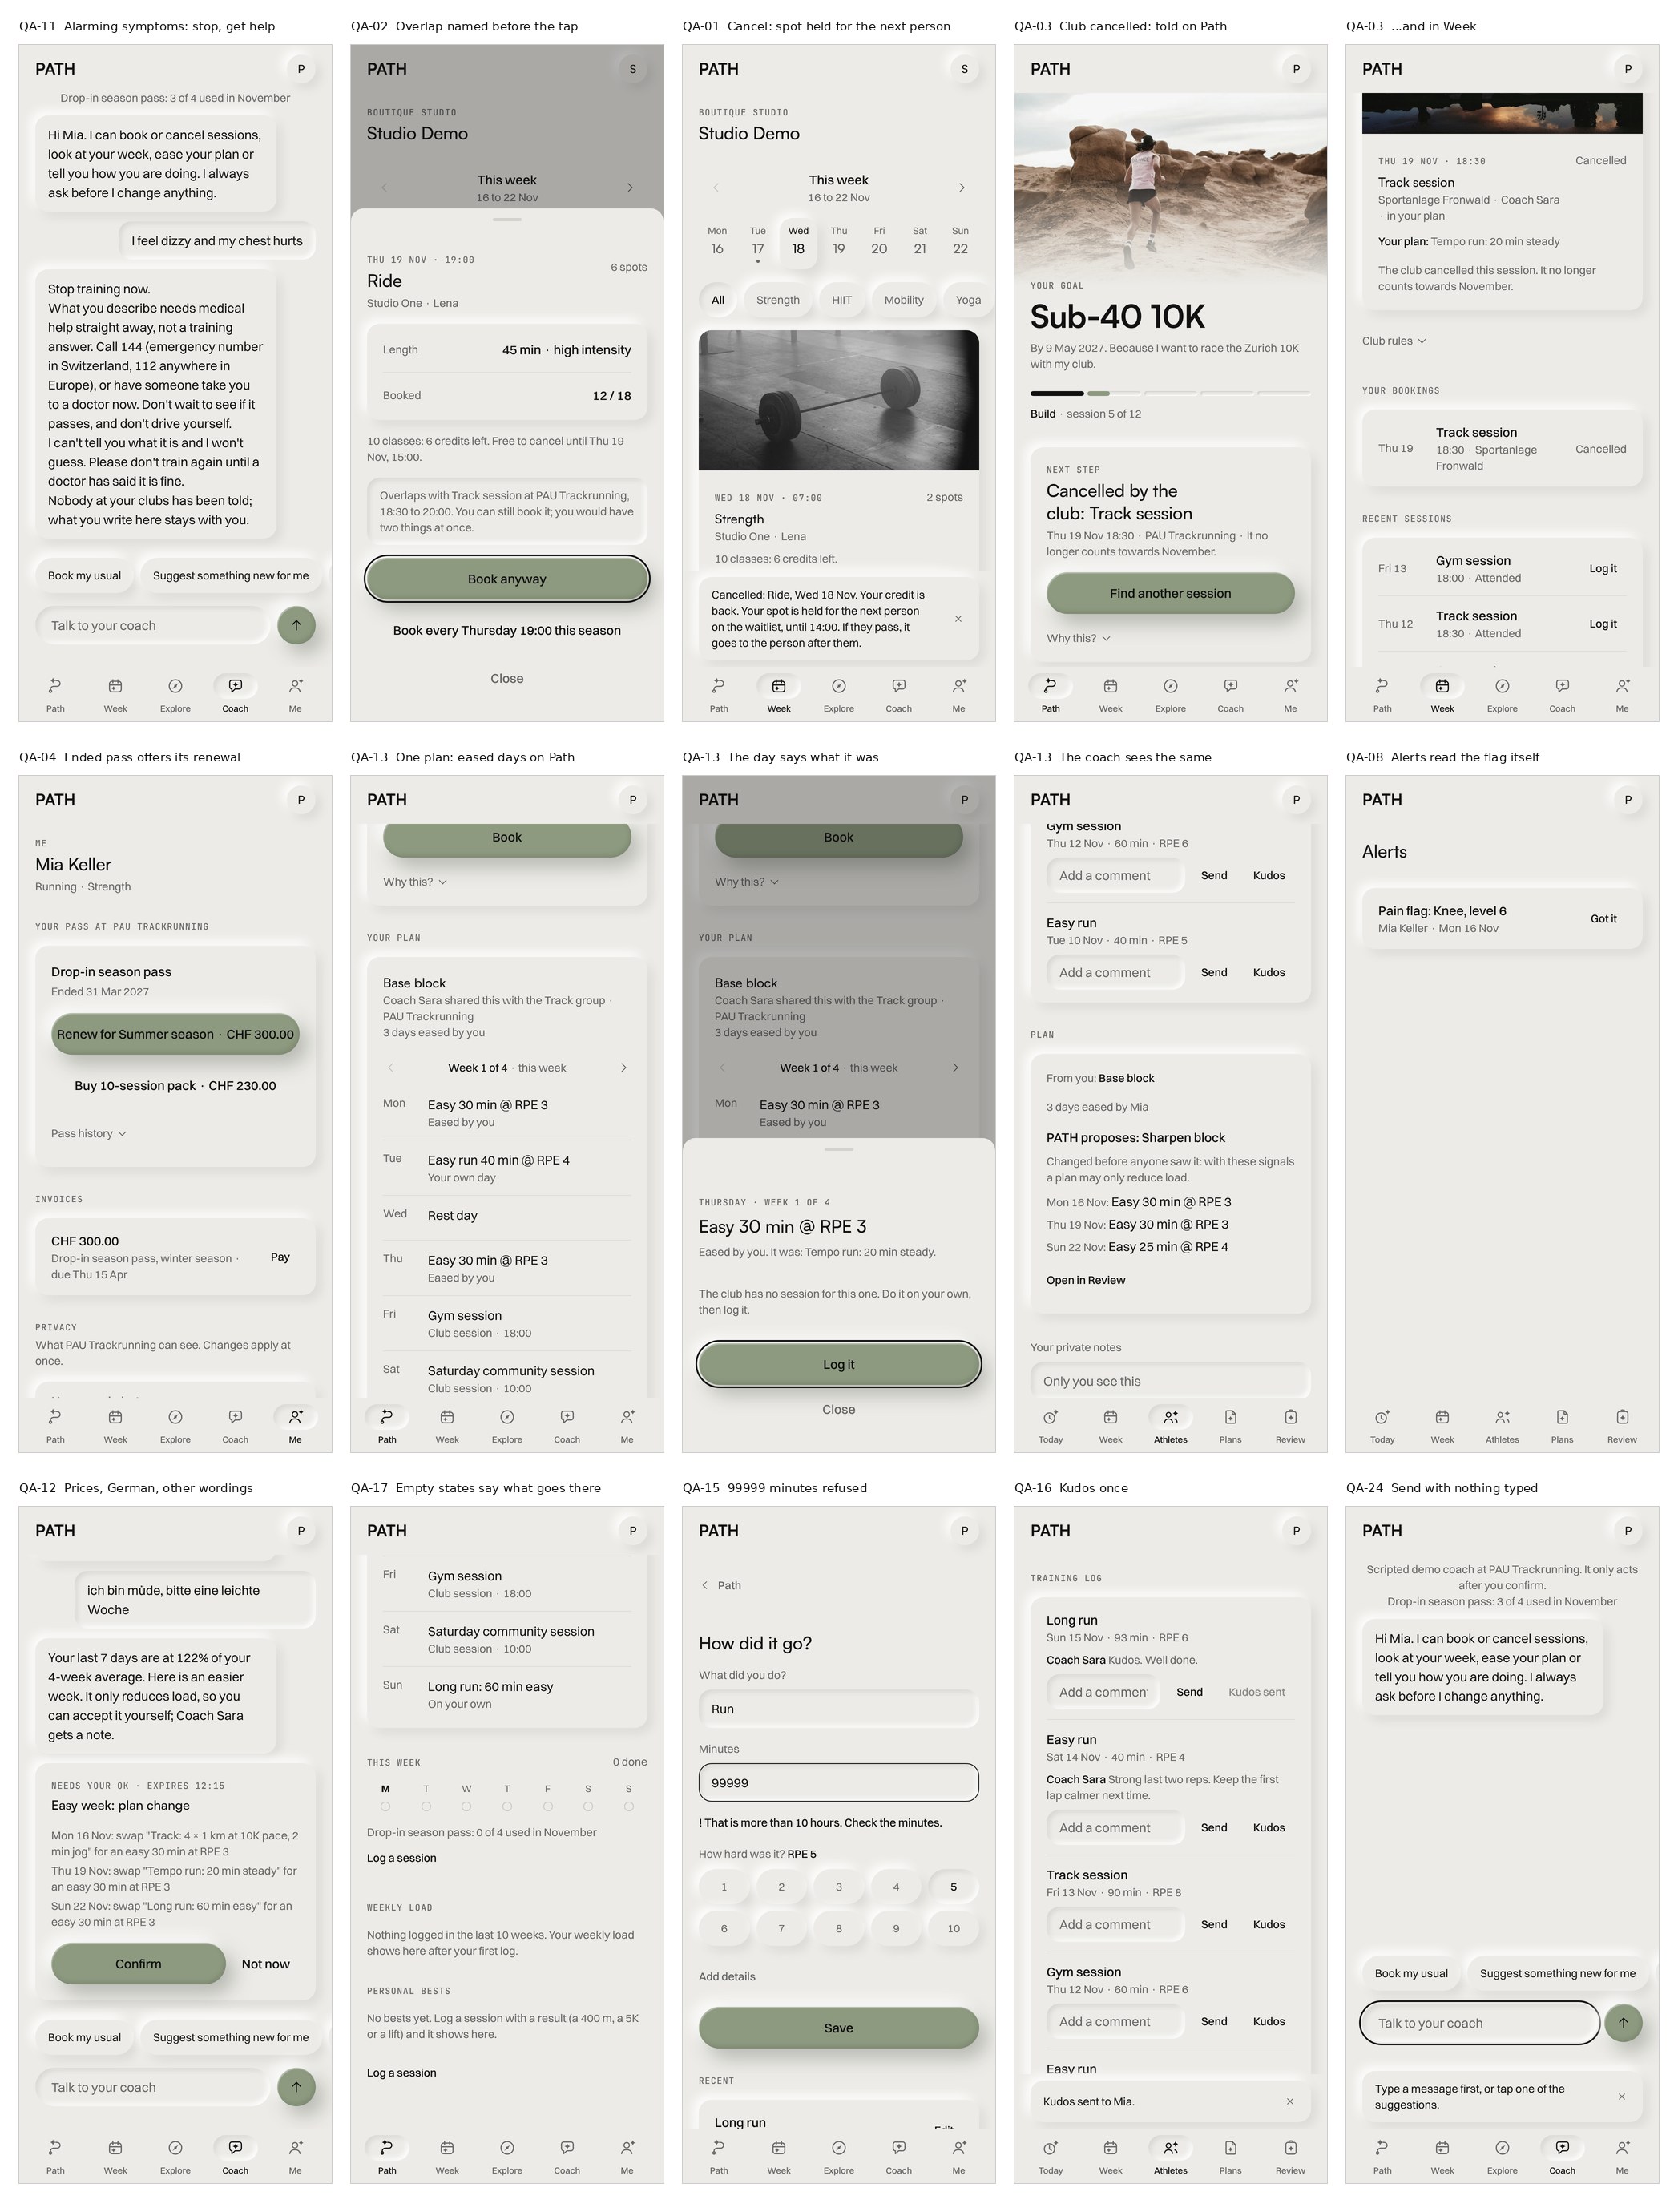 QA-11 Alarming symptoms: stop, get help
PATH
P
Drop-in season pass: 3 of 4 used in November
Hi Mia. I can book or cancel sessions,
look at your week, ease your plan or
tell you how you are doing. I always
ask before I change anything.
I feel dizzy and my chest hurts
Stop training now.
What you describe needs medical
help straight away, not a training
answer. Call 144 (emergency number
in Switzerland, 112 anywhere in
Europe), or have someone take you
to a doctor now. Don't wait to see if it
passes, and don't drive yourself.
I can't tell you what it is and I won't
guess. Please don't train again until a
doctor has said it is fine.
Nobody at your clubs has been told;
what you write here stays with you.
Book my usual
Suggest something new for me
Talk to your coach
Path Week Explore Coach Me
QA-02 Overlap named before the tap
PATH
S
BOUTIQUE STUDIO
Studio Demo
This week
16 to 22 Nov
THU 19 NOV · 19:00
6 spots
Ride
Studio One · Lena
Length 45 min · high intensity
Booked 12 / 18
10 classes: 6 credits left. Free to cancel until Thu 19
Nov, 15:00.
Overlaps with Track session at PAU Trackrunning,
18:30 to 20:00. You can still book it; you would have
two things at once.
Book anyway
Book every Thursday 19:00 this season
Close
QA-01 Cancel: spot held for the next person
PATH
S
BOUTIQUE STUDIO
Studio Demo
This week
16 to 22 Nov
Mon Tue Wed Thu Fri Sat Sun
16 17 18 19 20 21 22
All Strength HIIT Mobility Yoga
WED 18 NOV · 07:00
2 spots
Strength
Studio One · Lena
10 classes: 6 credits left.
Cancelled: Ride, Wed 18 Nov. Your credit is
back. Your spot is held for the next person
on the waitlist, until 14:00. If they pass, it
goes to the person after them.
Path Week Explore Coach Me
QA-03 Club cancelled: told on Path
PATH
P
YOUR GOAL
Sub-40 10K
By 9 May 2027. Because I want to race the Zurich 10K
with my club.
Build · session 5 of 12
NEXT STEP
Cancelled by the
club: Track session
Thu 19 Nov 18:30 · PAU Trackrunning · It no
longer counts towards November.
Find another session
Why this?
Path Week Explore Coach Me
QA-03 ...and in Week
PATH
P
THU 19 NOV · 18:30
Cancelled
Track session
Sportanlage Fronwald · Coach Sara
· in your plan
Your plan: Tempo run: 20 min steady
The club cancelled this session. It no longer
counts towards November.
Club rules
YOUR BOOKINGS
Thu 19
Track session
18:30 · Sportanlage
Fronwald
Cancelled
RECENT SESSIONS
Fri 13
Gym session
18:00 · Attended
Log it
Thu 12
Track session
18:30 · Attended
Log it
Path Week Explore Coach Me
QA-04 Ended pass offers its renewal
PATH
P
ME
Mia Keller
Running · Strength
YOUR PASS AT PAU TRACKRUNNING
Drop-in season pass
Ended 31 Mar 2027
Renew for Summer season · CHF 300.00
Buy 10-session pack · CHF 230.00
Pass history
INVOICES
CHF 300.00
Drop-in season pass, winter season ·
due Thu 15 Apr
Pay
PRIVACY
What PAU Trackrunning can see. Changes apply at
once.
Path Week Explore Coach Me
QA-13 One plan: eased days on Path
PATH
P
Book
Why this?
YOUR PLAN
Base block
Coach Sara shared this with the Track group ·
PAU Trackrunning
3 days eased by you
Week 1 of 4 · this week
Mon Easy 30 min @ RPE 3
Eased by you
Tue Easy run 40 min @ RPE 4
Your own day
Wed Rest day
Thu Easy 30 min @ RPE 3
Eased by you
Fri Gym session
Club session · 18:00
Sat Saturday community session
Club session · 10:00
Path Week Explore Coach Me
QA-13 The day says what it was
PATH
P
Book
Why this?
YOUR PLAN
Base block
Coach Sara shared this with the Track group ·
PAU Trackrunning
3 days eased by you
Week 1 of 4 · this week
Mon Easy 30 min @ RPE 3
Eased by you
THURSDAY · WEEK 1 OF 4
Easy 30 min @ RPE 3
Eased by you. It was: Tempo run: 20 min steady.
The club has no session for this one. Do it on your own,
then log it.
Log it
Close
QA-13 The coach sees the same
PATH
P
Gym session
Thu 12 Nov · 60 min · RPE 6
Add a comment Send Kudos
Easy run
Tue 10 Nov · 40 min · RPE 5
Add a comment Send Kudos
PLAN
From you: Base block
3 days eased by Mia
PATH proposes: Sharpen block
Changed before anyone saw it: with these signals
a plan may only reduce load.
Mon 16 Nov: Easy 30 min @ RPE 3
Thu 19 Nov: Easy 30 min @ RPE 3
Sun 22 Nov: Easy 25 min @ RPE 4
Open in Review
Your private notes
Only you see this
Today Week Athletes Plans Review
QA-08 Alerts read the flag itself
PATH
P
Alerts
Pain flag: Knee, level 6
Mia Keller · Mon 16 Nov
Got it
Today Week Athletes Plans Review
QA-12 Prices, German, other wordings
PATH
P
ich bin müde, bitte eine leichte
Woche
Your last 7 days are at 122% of your
4-week average. Here is an easier
week. It only reduces load, so you
can accept it yourself; Coach Sara
gets a note.
NEEDS YOUR OK · EXPIRES 12:15
Easy week: plan change
Mon 16 Nov: swap "Track: 4 × 1 km at 10K pace, 2
min jog" for an easy 30 min at RPE 3
Thu 19 Nov: swap "Tempo run: 20 min steady" for
an easy 30 min at RPE 3
Sun 22 Nov: swap "Long run: 60 min easy" for an
easy 30 min at RPE 3
Confirm Not now
Book my usual
Suggest something new for me
Talk to your coach
Path Week Explore Coach Me
QA-17 Empty states say what goes there
PATH
P
Fri Gym session
Club session · 18:00
Sat Saturday community session
Club session · 10:00
Sun Long run: 60 min easy
On your own
THIS WEEK 0 done
M T W T F S S
Drop-in season pass: 0 of 4 used in November
Log a session
WEEKLY LOAD
Nothing logged in the last 10 weeks. Your weekly load
shows here after your first log.
PERSONAL BESTS
No bests yet. Log a session with a result (a 400 m, a 5K
or a lift) and it shows here.
Log a session
Path Week Explore Coach Me
QA-15 99999 minutes refused
PATH
P
Path
How did it go?
What did you do?
Run
Minutes
99999
! That is more than 10 hours. Check the minutes.
How hard was it? RPE 5
1 2 3 4 5
6 7 8 9 10
Add details
Save
RECENT
Long run
Path Week Explore Coach Me
QA-16 Kudos once
PATH
P
TRAINING LOG
Long run
Sun 15 Nov · 93 min · RPE 6
Coach Sara Kudos. Well done.
Add a commen Send Kudos sent
Easy run
Sat 14 Nov · 40 min · RPE 4
Coach Sara Strong last two reps. Keep the first
lap calmer next time.
Add a comment Send Kudos
Track session
Fri 13 Nov · 90 min · RPE 8
Add a comment Send Kudos
Gym session
Thu 12 Nov · 60 min · RPE 6
Add a comment Send Kudos
Easy run
Kudos sent to Mia.
Today Week Athletes Plans Review
QA-24 Send with nothing typed
PATH
P
Scripted demo coach at PAU Trackrunning. It only acts
after you confirm.
Drop-in season pass: 3 of 4 used in November
Hi Mia. I can book or cancel sessions,
look at your week, ease your plan or
tell you how you are doing. I always
ask before I change anything.
Book my usual
Suggest something new for me
Talk to your coach
Type a message first, or tap one of the
suggestions.
Path Week Explore Coach Me